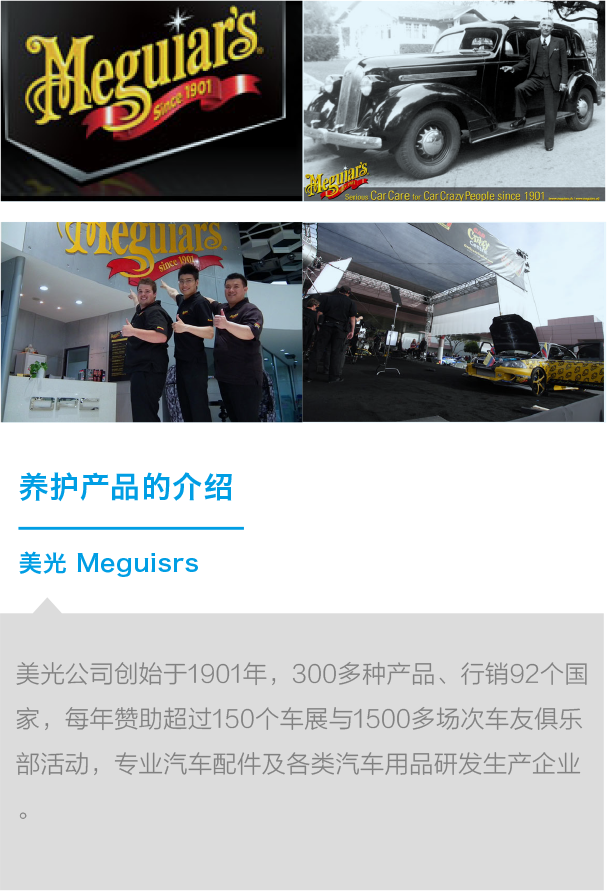 Meguiar's
Since 1901
Meguiar's
Serious Car Care for Car Crazy People since 1901
Meguiar's
since 1901
养护产品的介绍
美光 Meguisrs
美光公司创始于1901年，300多种产品、行销92个国
家，每年赞助超过150个车展与1500多场次车友俱乐
部活动，专业汽车配件及各类汽车用品研发生产企业
。